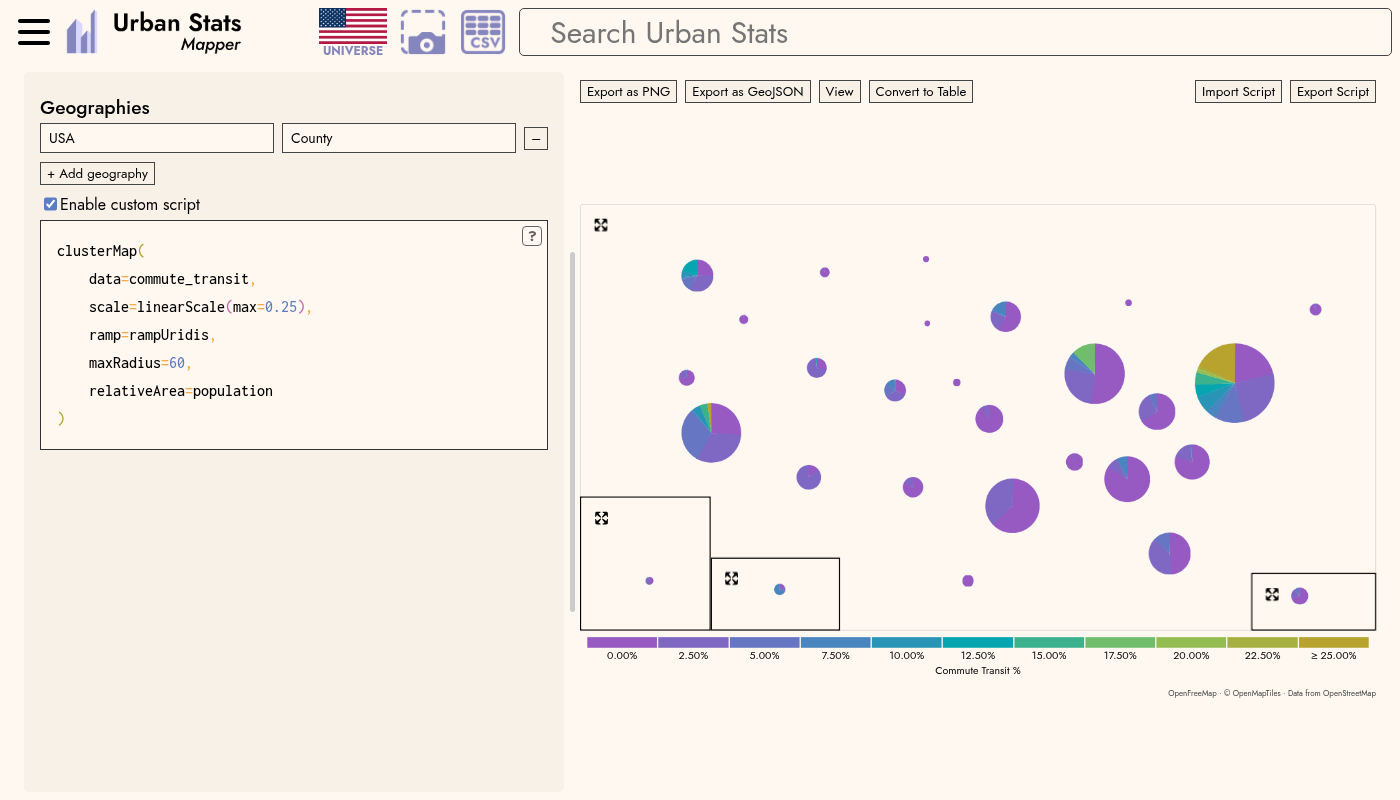 Urban Stats
Mapper
UNIVERSE
CSV
Search Urban Stats
Geographies
USA
County
–
+ Add geography
Enable custom script
?
clusterMap(
    data=commute_transit,
    scale=linearScale(max=0.25),
    ramp=rampUridis,
    maxRadius=60,
    relativeArea=population
)
Export as PNG
Export as GeoJSON
View
Convert to Table
Import Script
Export Script
0.00%
2.50%
5.00%
7.50%
10.00%
12.50%
15.00%
17.50%
20.00%
22.50%
≥ 25.00%
Commute Transit %
OpenFreeMap · © OpenMapTiles · Data from OpenStreetMap